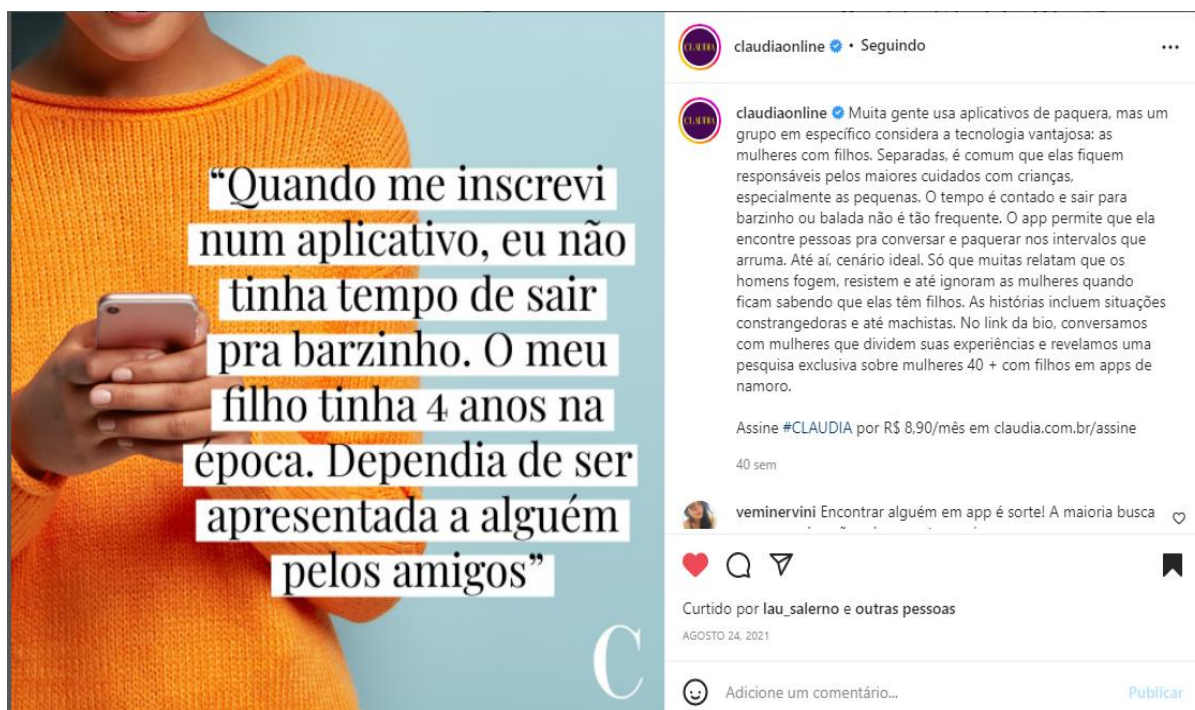 “Quando me inscrevi
num aplicativo, eu não
tinha tempo de sair
pra barzinho. O meu
filho tinha 4 anos na
época. Dependia de ser
apresentada a alguém
pelos amigos”
C
CLAUDIA
claudiaonline • Seguindo
CLAUDIA
claudiaonline Muita gente usa aplicativos de paquera, mas um
grupo em específico considera a tecnologia vantajosa: as
mulheres com filhos. Separadas, é comum que elas fiquem
responsáveis pelos maiores cuidados com crianças,
especialmente as pequenas. O tempo é contado e sair para
barzinho ou balada não é tão frequente. O app permite que ela
encontre pessoas pra conversar e paquerar nos intervalos que
arruma. Até aí, cenário ideal. Só que muitas relatam que os
homens fogem, resistem e até ignoram as mulheres quando
ficam sabendo que elas têm filhos. As histórias incluem situações
constrangedoras e até machistas. No link da bio, conversamos
com mulheres que dividem suas experiências e revelamos uma
pesquisa exclusiva sobre mulheres 40 + com filhos em apps de
namoro.
Assine #CLAUDIA por R$ 8,90/mês em claudia.com.br/assine
40 sem
veminervini Encontrar alguém em app é sorte! A maioria busca
Curtido por lau_salerno e outras pessoas
AGOSTO 24, 2021
Adicione um comentário...
Publicar